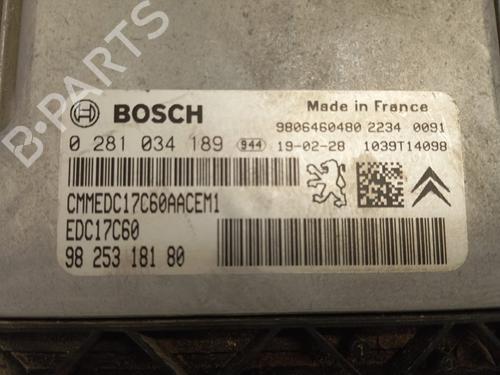 B-PARTS
BOSCH
Made in France
9806460480 2234 0091
0 281 034 189 944 19-02-28 1039T14098
CMMEDC17C60AACEM1
EDC17C60
98 253 181 80